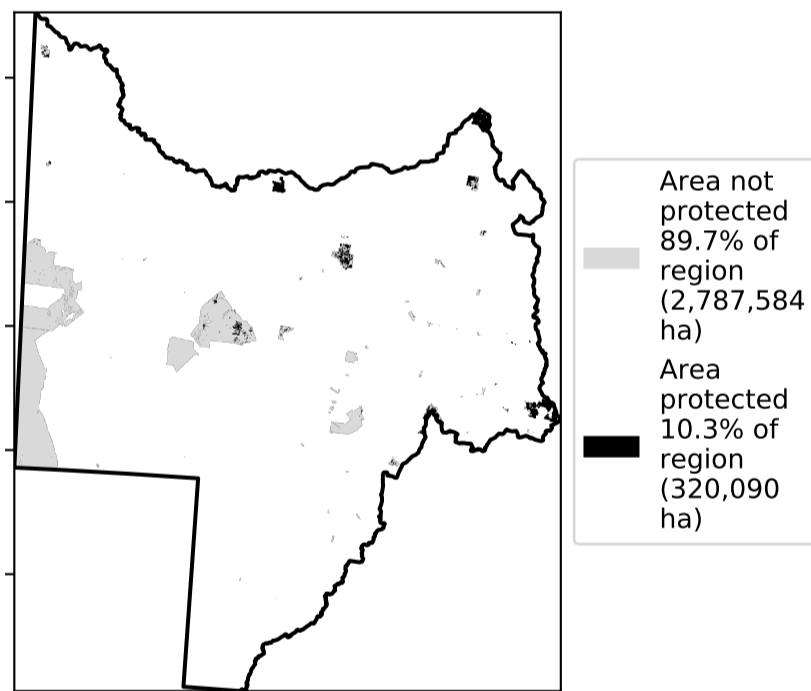 Area not
protected
89.7% of
region
(2,787,584
ha)
Area
protected
10.3% of
region
(320,090
ha)